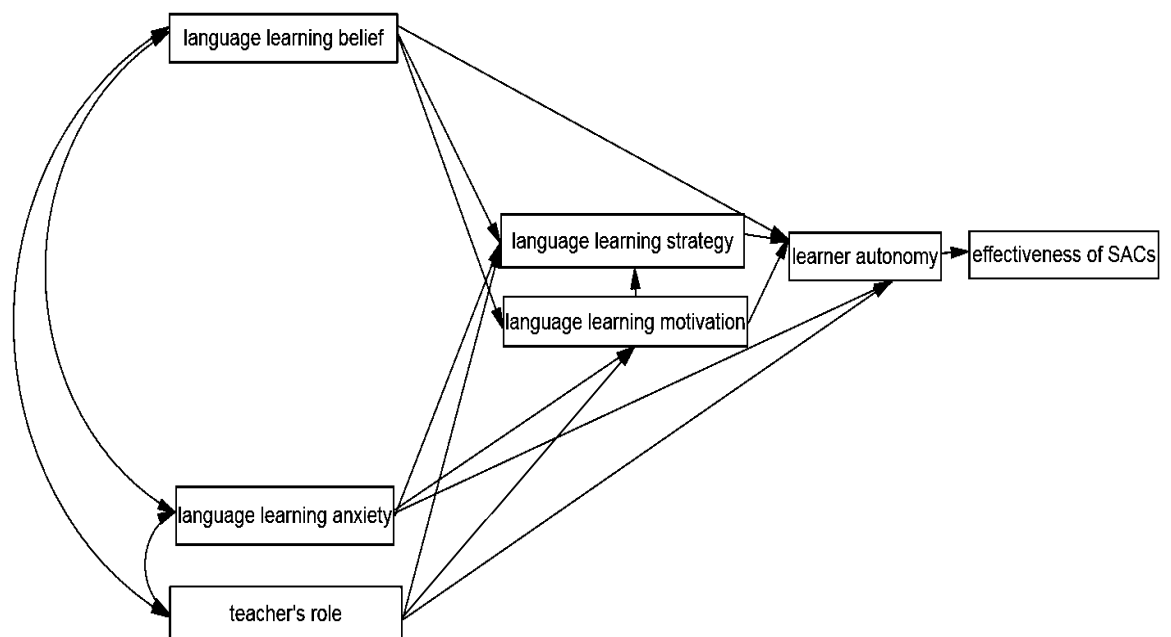 language learning belief
language learning strategy
learner autonomy
effectiveness of SACs
language learning motivation
language learning anxiety
teacher's role